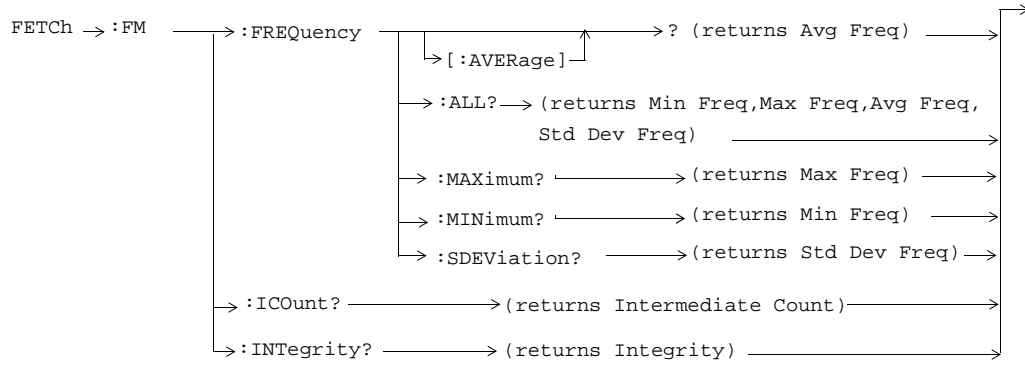 FETCh :FM :FREQuency ? (returns Avg Freq)
[:AVERage]
:ALL? (returns Min Freq,Max Freq,Avg Freq,
Std Dev Freq)
:MAXimum? (returns Max Freq)
:MINimum? (returns Min Freq)
:SDEViation? (returns Std Dev Freq)
:ICOunt? (returns Intermediate Count)
:INTegrity? (returns Integrity)